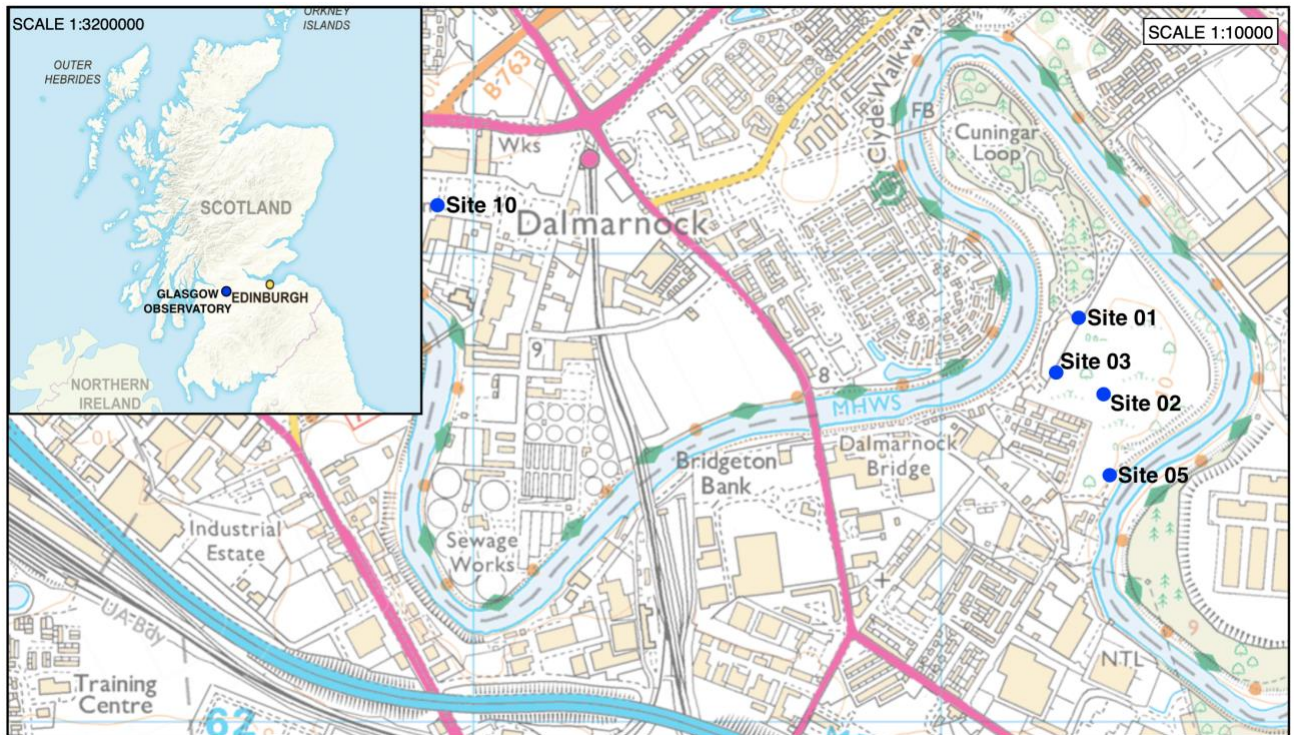 SCALE 1:3200000
ORKNEY
ISLANDS
OUTER
HEBRIDES
SCOTLAND
GLASGOW
OBSERVATORY
EDINBURGH
NORTHERN
IRELAND
SCALE 1:10000
B-763
Wks
Clyde Walkway
FB
Cuningar
Loop
Site 10
Dalmarnock
Site 01
Site 03
Site 02
Site 05
9
8
MHWS
Dalmarnock
Bridge
Bridgeton
Bank
Sewage
Works
Industrial
Estate
UA Bdy
Training
Centre
62
NTL
9
10